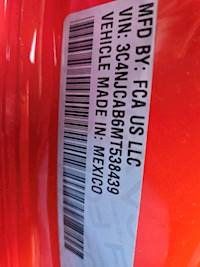 MFD BY: FCA US LLC
VIN: 3C4NJCAB6MT538439
VEHICLE MADE IN: MEXICO